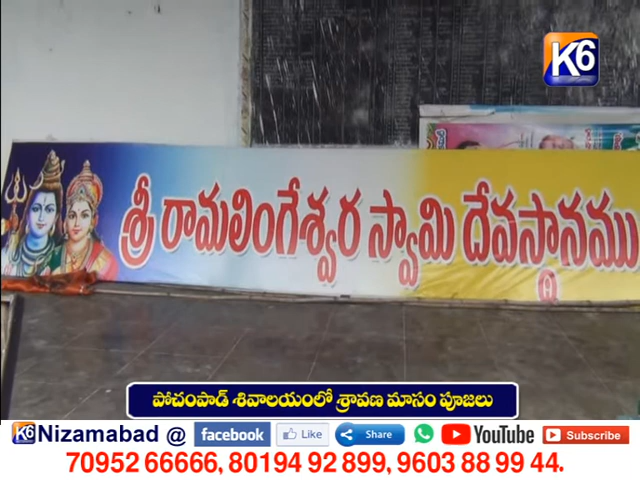 K6
శ్రీ రామలింగేశ్వర స్వామి దేవస్థానము
పోచంపాడ్ శివాలయంలో శ్రావణ మాసం పూజలు
K6 Nizamabad @ facebook Like Share YouTube Subscribe
70952 66666, 80194 92 899, 9603 88 99 44.